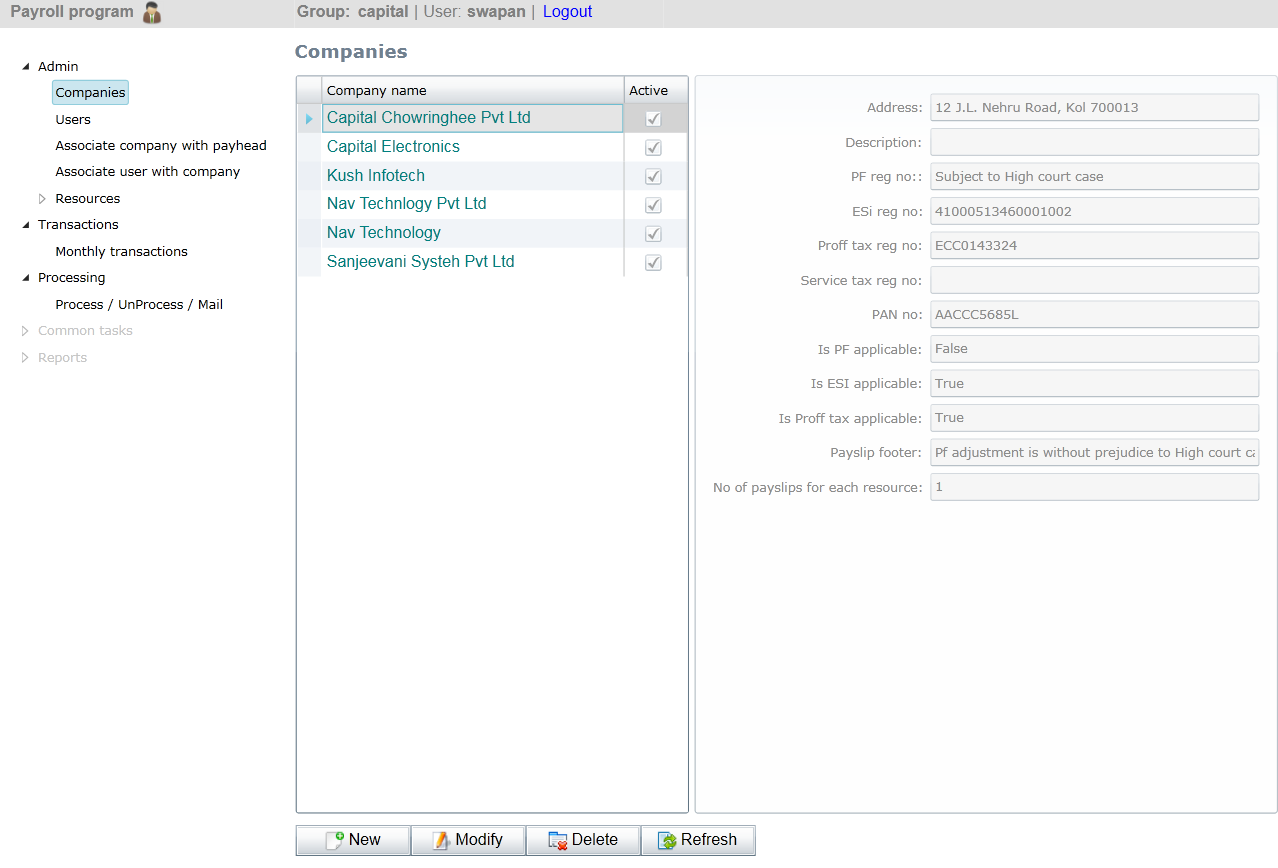 Payroll program Group: capital | User: swapan | Logout
Companies
Admin
Companies
Users
Associate company with payhead
Associate user with company
Resources
Transactions
Monthly transactions
Processing
Process / UnProcess / Mail
Common tasks
Reports
Company name Active
Capital Chowringhee Pvt Ltd
Capital Electronics
Kush Infotech
Nav Technlogy Pvt Ltd
Nav Technology
Sanjeevani Systeh Pvt Ltd
Address: 12 J.L. Nehru Road, Kol 700013
Description:
PF reg no:: Subject to High court case
ESi reg no: 41000513460001002
Proff tax reg no: ECC0143324
Service tax reg no:
PAN no: AACCC5685L
Is PF applicable: False
Is ESI applicable: True
Is Proff tax applicable: True
Payslip footer: Pf adjustment is without prejudice to High court ca
No of payslips for each resource: 1
New Modify Delete Refresh